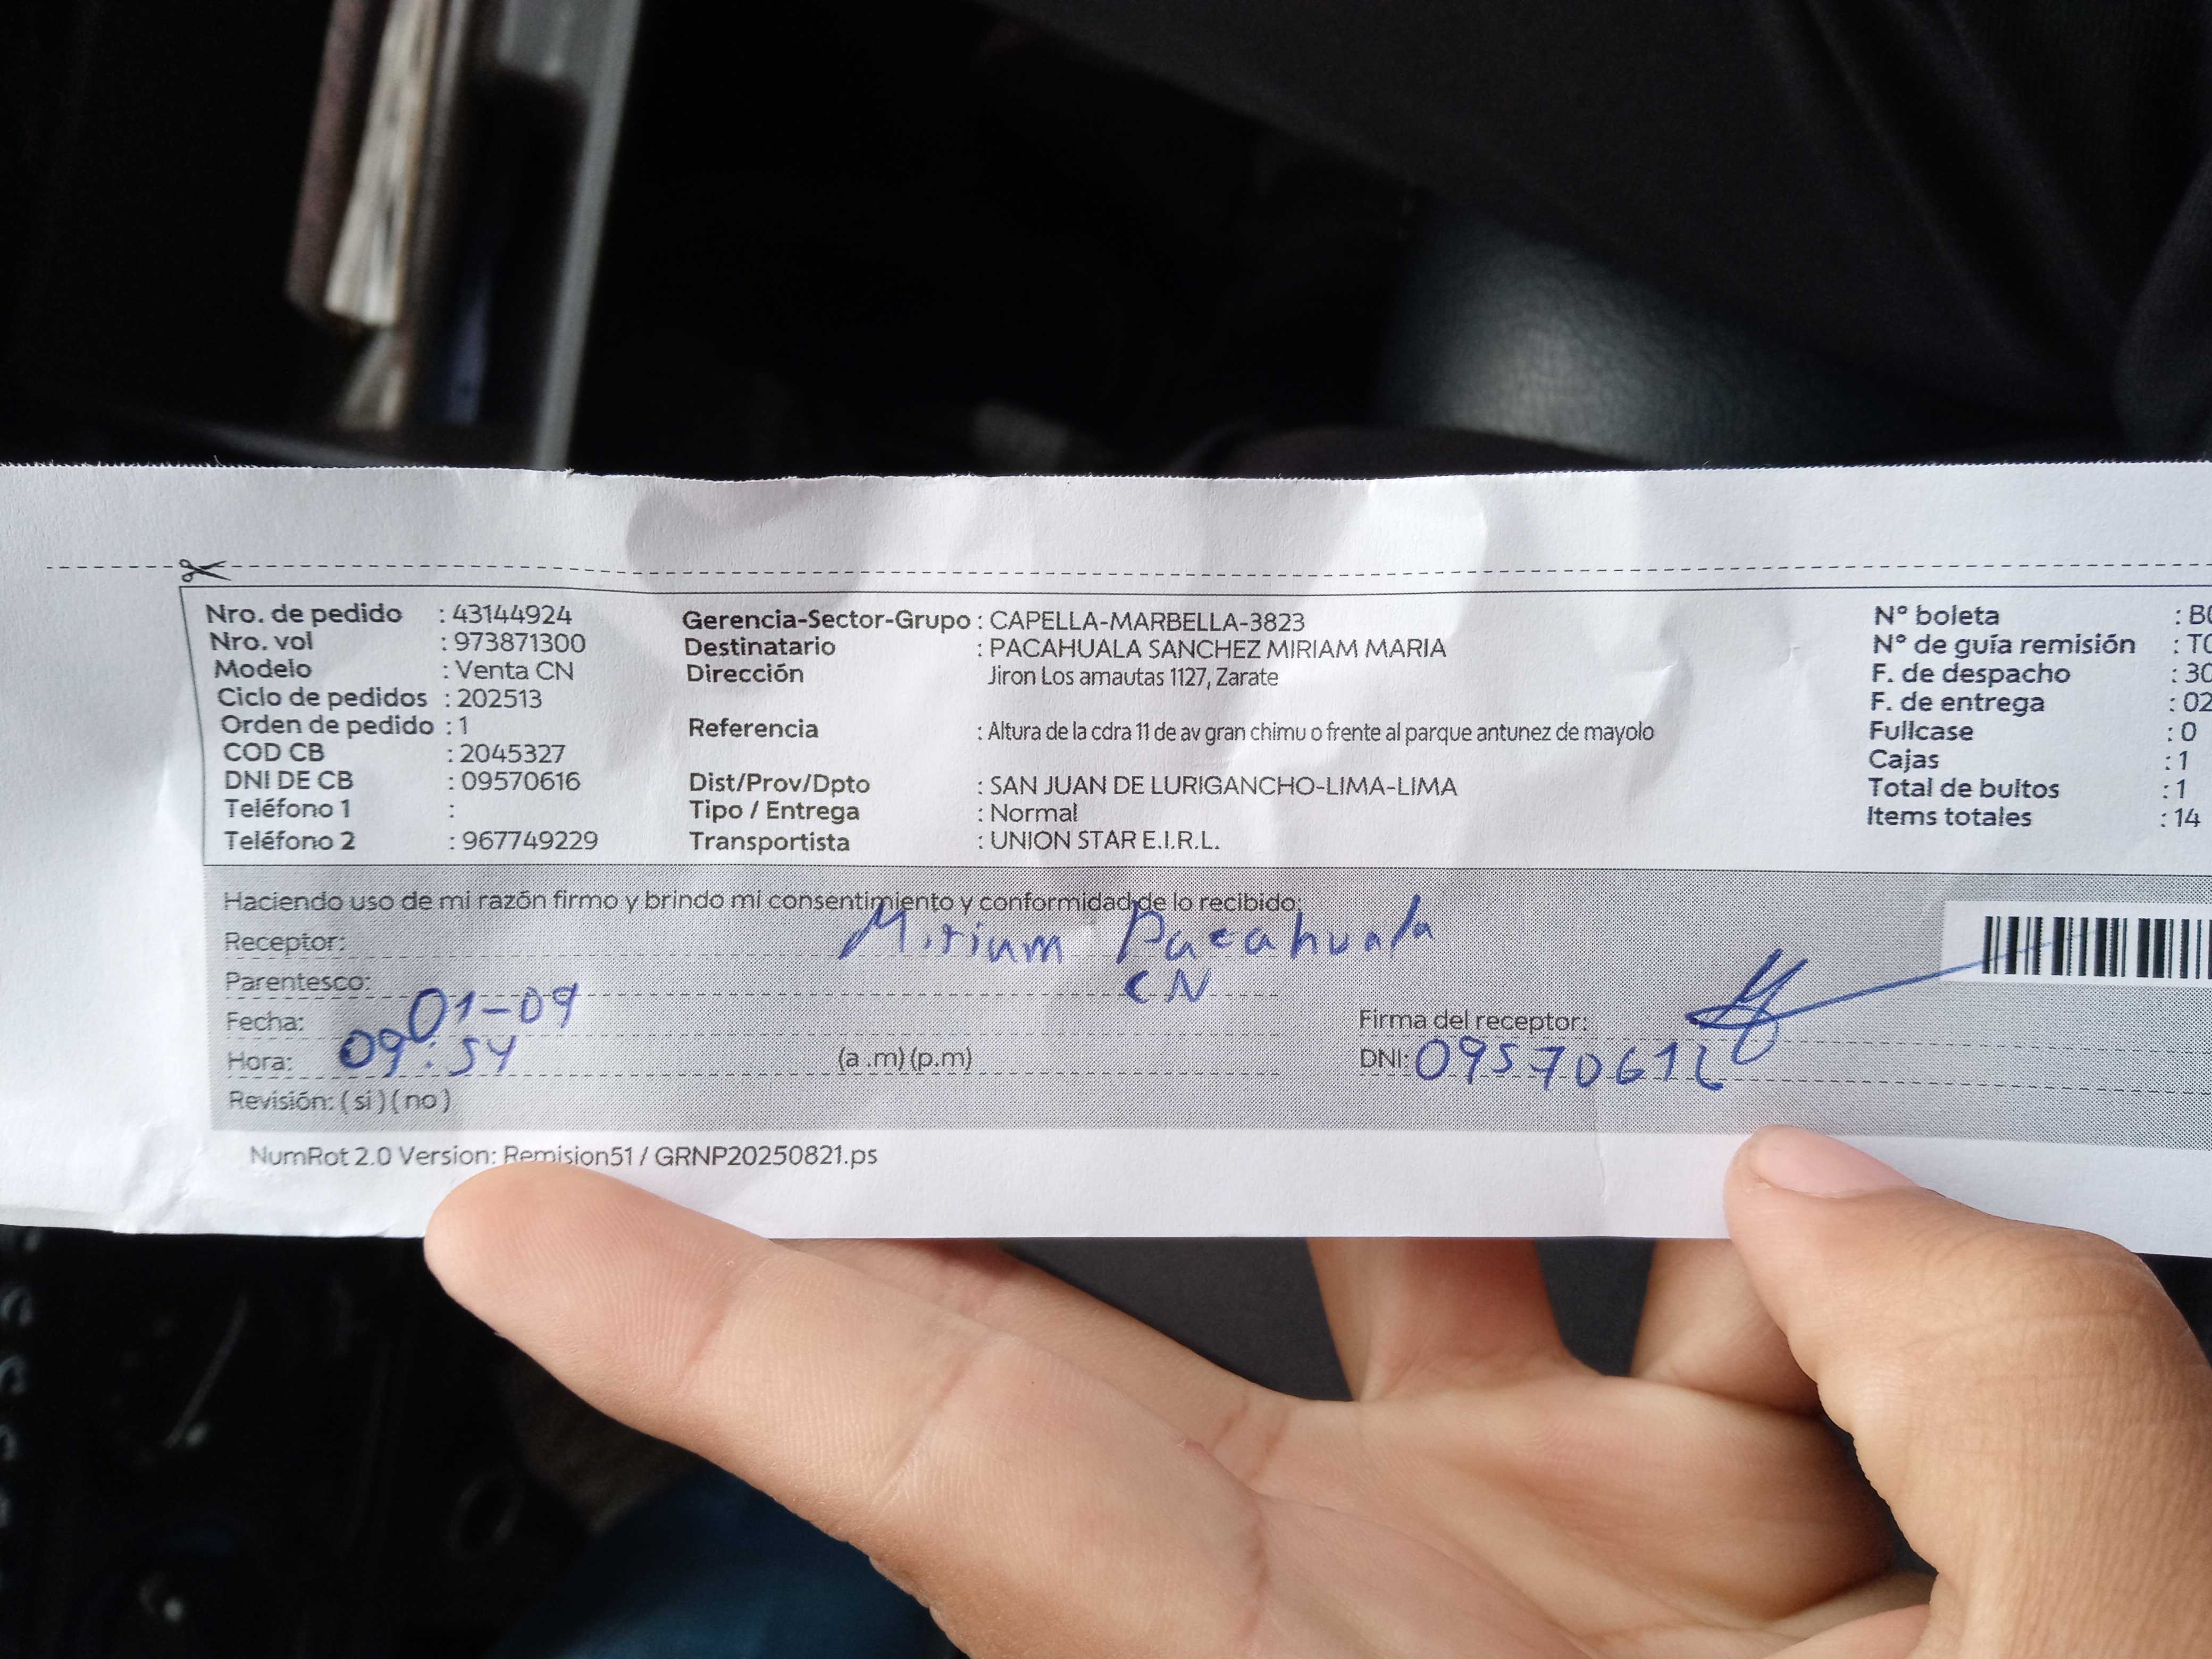 Nro. de pedido : 43144924
Nro. vol : 973871300
Modelo : Venta CN
Ciclo de pedidos : 202513
Orden de pedido : 1
COD CB : 2045327
DNI DE CB : 09570616
Teléfono 1 :
Teléfono 2 : 967749229
Gerencia-Sector-Grupo : CAPELLA-MARBELLA-3823
Destinatario : PACAHUALA SANCHEZ MIRIAM MARIA
Dirección Jiron Los amautas 1127, Zarate
Referencia : Altura de la cdra 11 de av gran chimu o frente al parque antunez de mayolo
Dist/Prov/Dpto : SAN JUAN DE LURIGANCHO-LIMA-LIMA
Tipo / Entrega : Normal
Transportista : UNION STAR E.I.R.L.
N° boleta :
N° de guía remisión :
F. de despacho : 30
F. de entrega : 02
Fullcase : 0
Cajas : 1
Total de bultos : 1
Items totales : 14
Haciendo uso de mi razón firmo y brindo mi consentimiento y conformidad de lo recibido:
Receptor: Mirium Pacahuala
Parentesco: CN
Fecha: 01-09
Firma del receptor:
Hora: 09:54 (a .m) (p.m)
DNI: 09570616
Revisión: ( si ) ( no )
NumRot 2.0 Version: Remision51 / GRNP20250821.ps